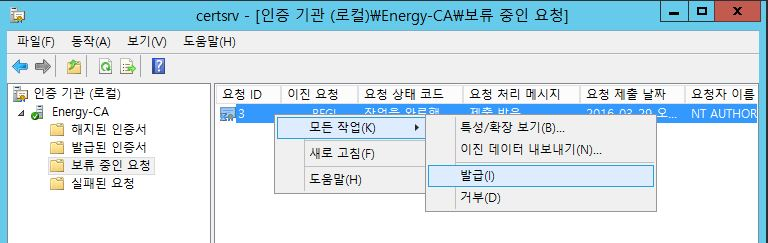 certsrv - [인증 기관 (로컬)₩Energy-CA₩보류 중인 요청]
파일(F) 동작(A) 보기(V) 도움말(H)
인증 기관 (로컬)
Energy-CA
해지된 인증서
발급된 인증서
보류 중인 요청
실패한 요청
요청 ID 이진 요청 요청 상태 코드 요청 처리 메시지 요청 제출 날짜 요청자 이름
3 작업을 완료했 제출 받음 2016-03-29 오... NT AUTHOR
모든 작업(K)
새로 고침(F)
도움말(H)
특성/확장 보기(B)...
이진 데이터 내보내기(N)...
발급(I)
거부(D)